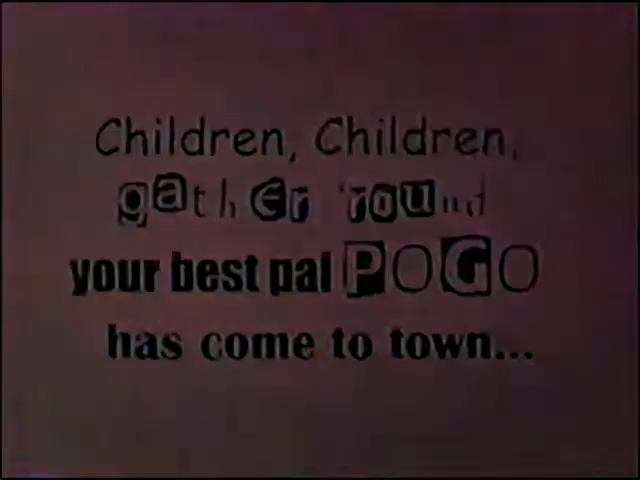 Children, Children,
gather 'round
your best pal POGO
has come to town...